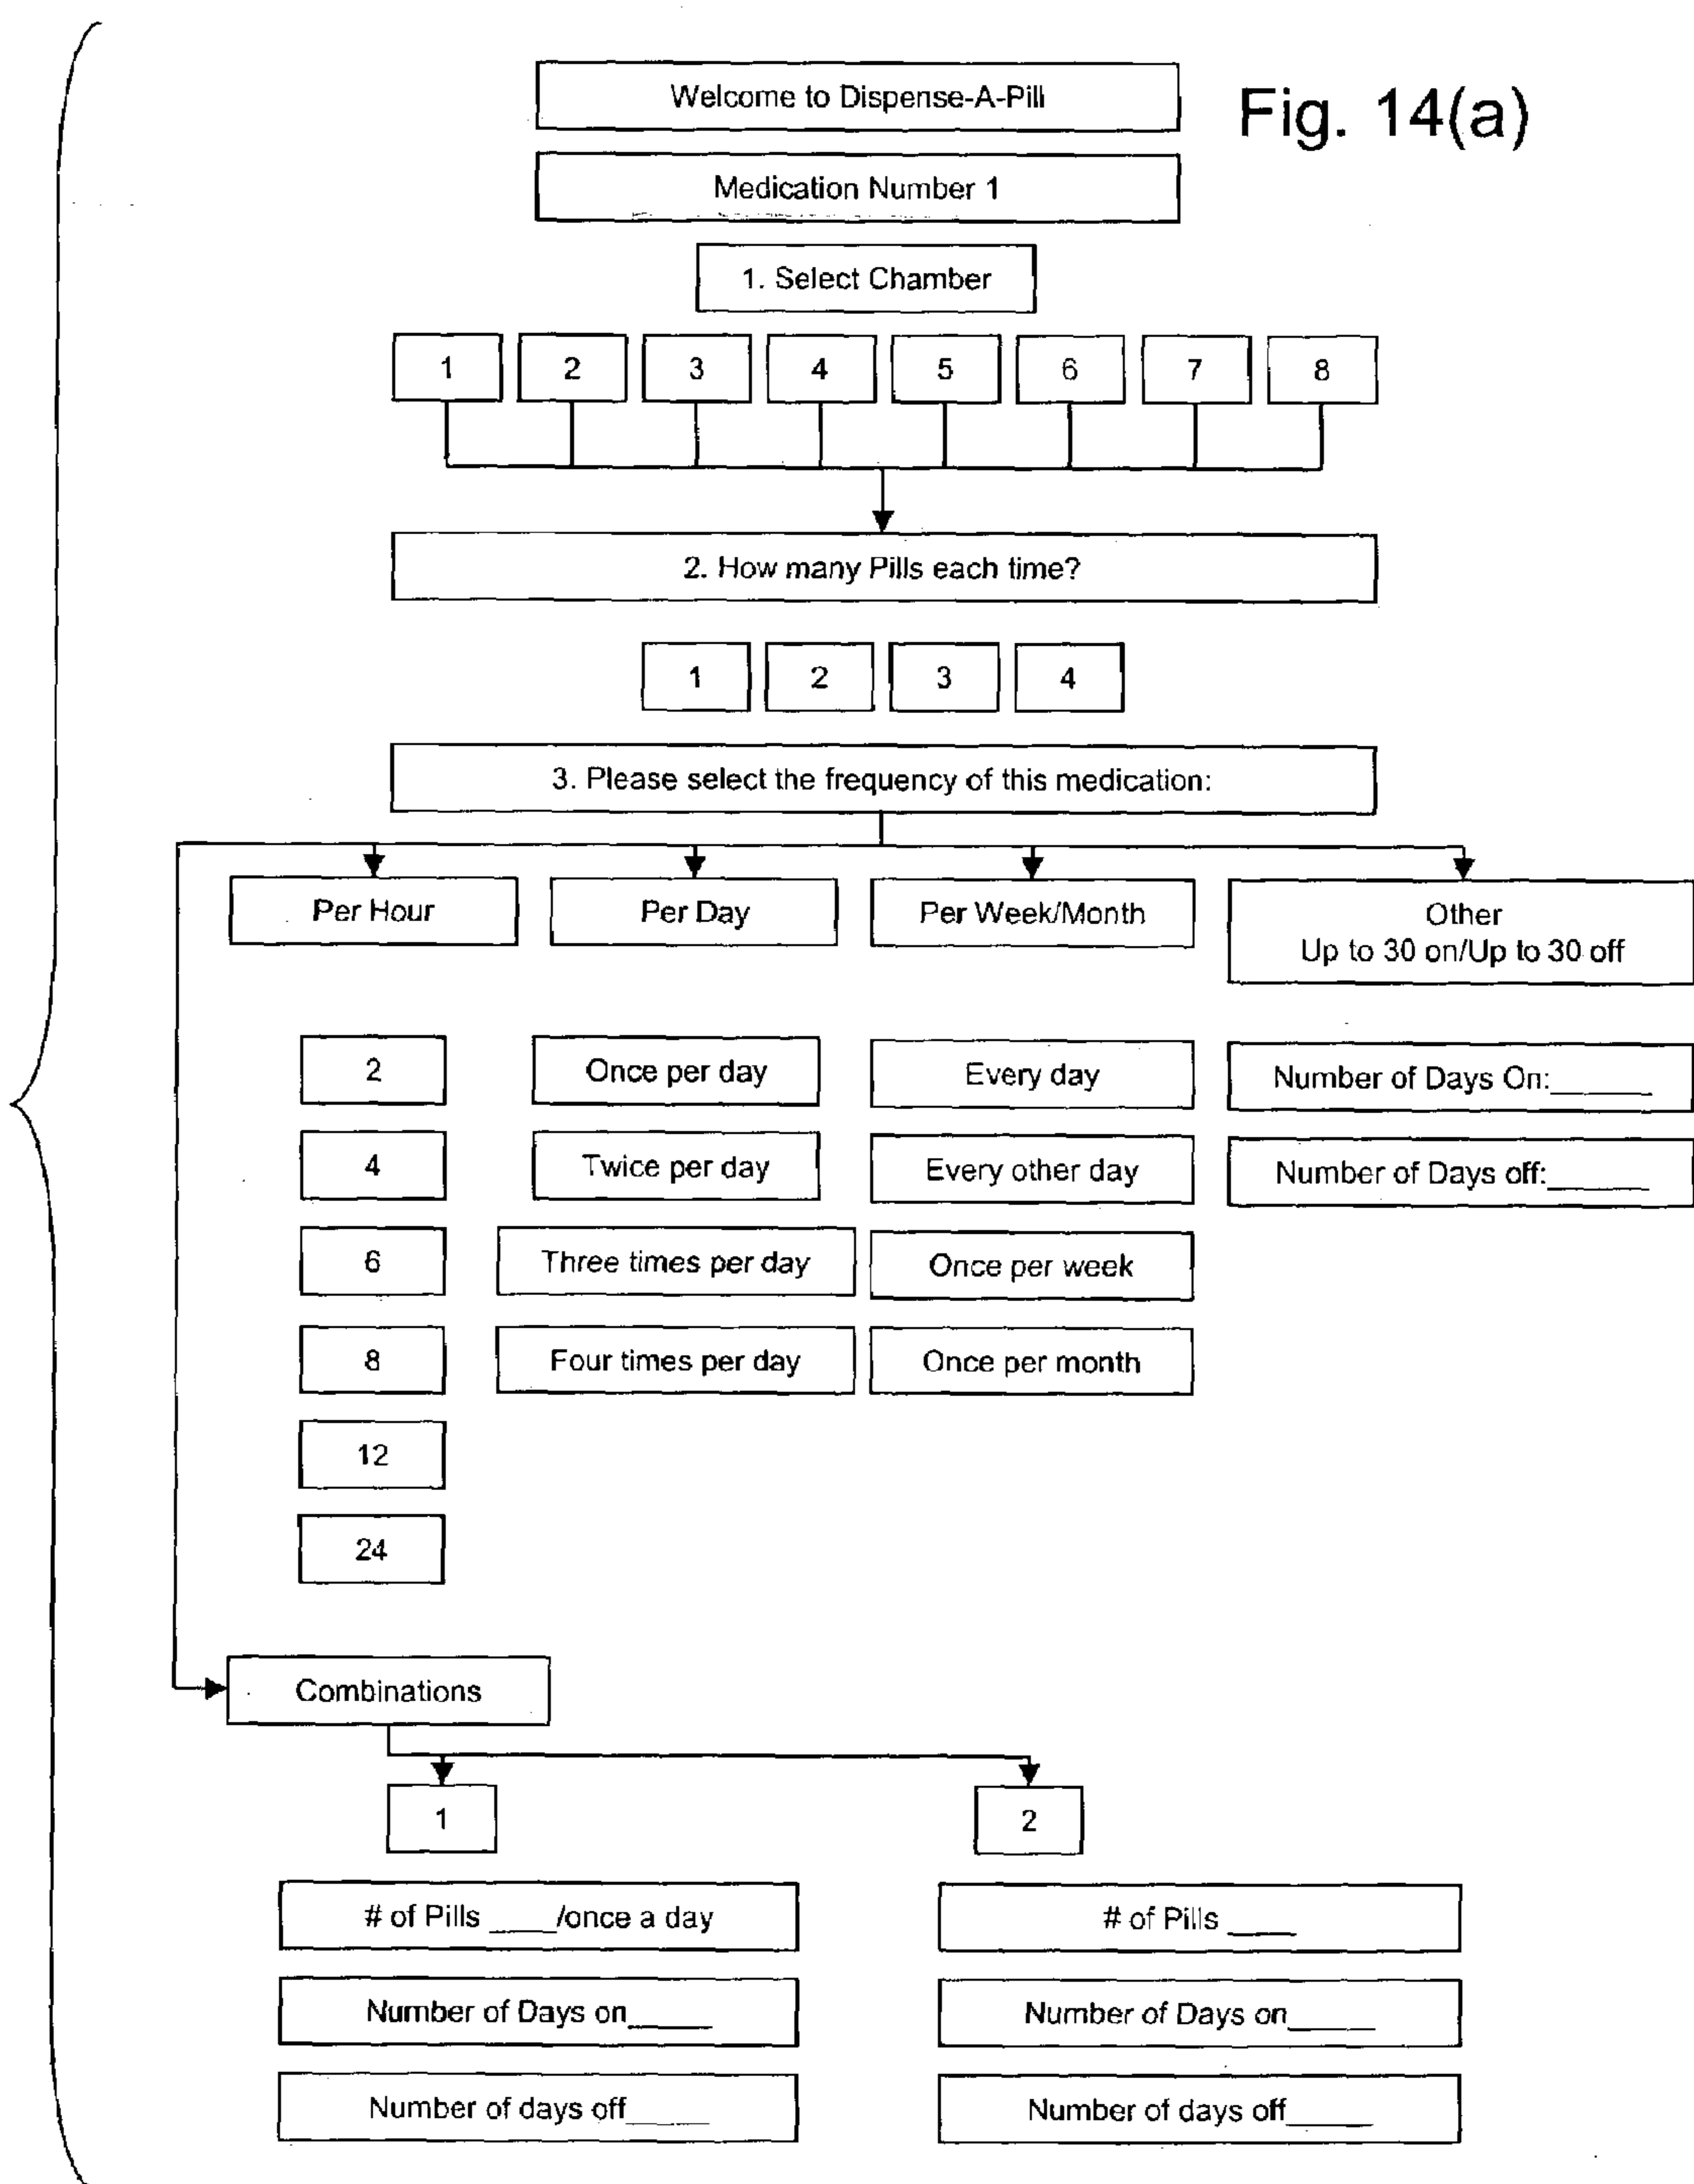 Fig. 14(a)
Welcome to Dispense-A-Pill
Medication Number 1
1. Select Chamber
1 2 3 4 5 6 7 8
2. How many Pills each time?
1 2 3 4
3. Please select the frequency of this medication:
Per Hour
Per Day
Per Week/Month
Other
Up to 30 on/Up to 30 off
2
4
6
8
12
24
Once per day
Twice per day
Three times per day
Four times per day
Every day
Every other day
Once per week
Once per month
Number of Days On:______
Number of Days off:______
Combinations
1
# of Pills ____/once a day
Number of Days on_____
Number of days off_____
2
# of Pills ____
Number of Days on_____
Number of days off_____